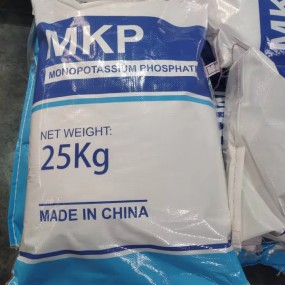 MKP
MONOPOTASSIUM PHOSPHAT
NET WEIGHT:
25Kg
MADE IN CHINA